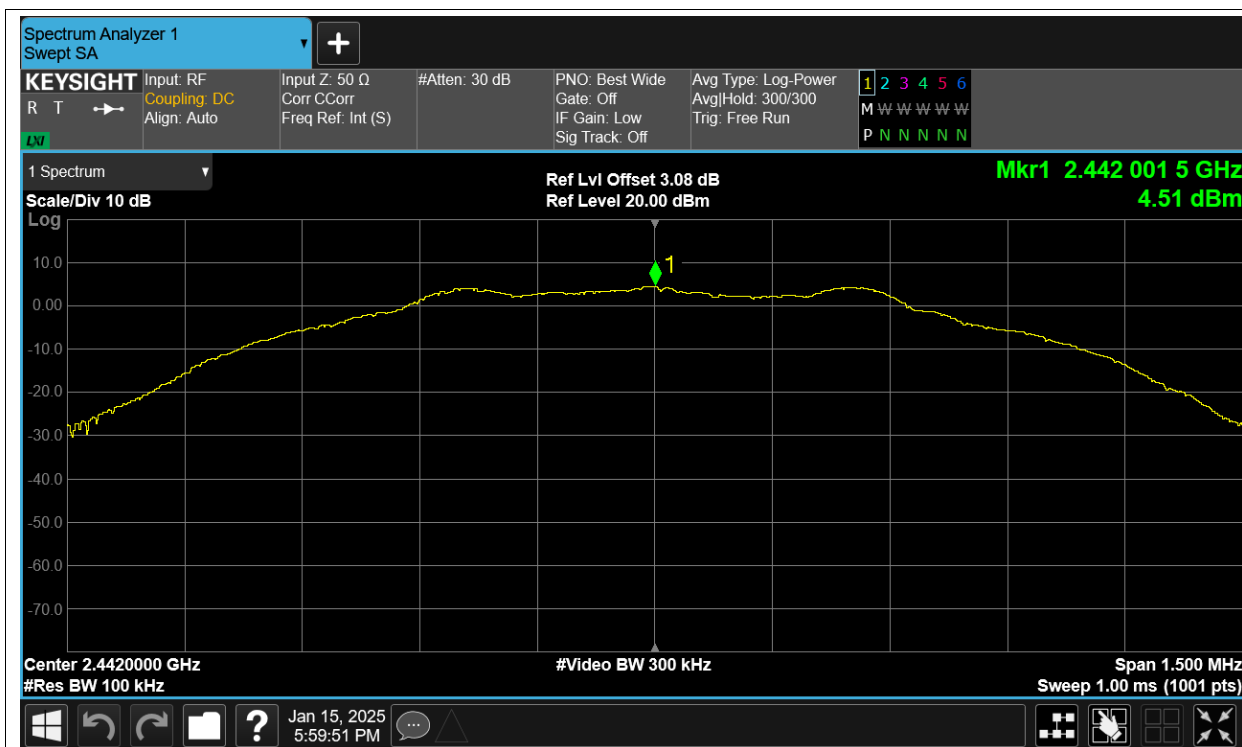 Spectrum Analyzer 1
Swept SA
KEYSIGHT
R T
LXI
Input: RF
Coupling: DC
Align: Auto
Input Z: 50 Ω
Corr CCorr
Freq Ref: Int (S)
#Atten: 30 dB
PNO: Best Wide
Gate: Off
IF Gain: Low
Sig Track: Off
Avg Type: Log-Power
Avg|Hold: 300/300
Trig: Free Run
1 2 3 4 5 6
M W W W W W W
P N N N N N
1 Spectrum
Scale/Div 10 dB
Log
Ref Lvl Offset 3.08 dB
Ref Level 20.00 dBm
Mkr1 2.442 001 5 GHz
4.51 dBm
1
10.0
0.00
-10.0
-20.0
-30.0
-40.0
-50.0
-60.0
-70.0
Center 2.4420000 GHz
#Res BW 100 kHz
#Video BW 300 kHz
Span 1.500 MHz
Sweep 1.00 ms (1001 pts)
?
Jan 15, 2025
5:59:51 PM